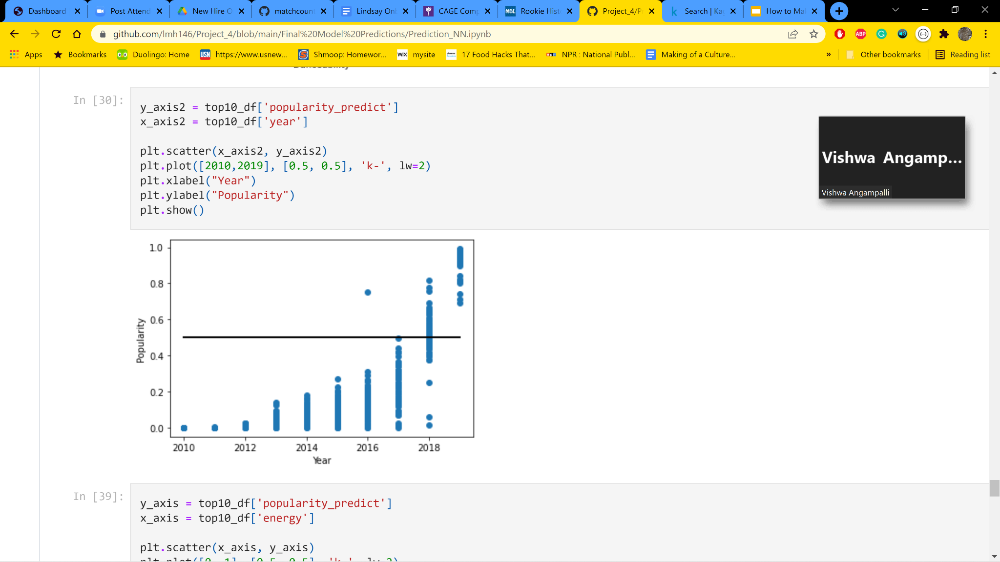 Dashboard
Post Attend
New Hire O
matchcount
Lindsay Onl
CAGE Comp
MDL
Rookie Hist
Project_4/P
k
Search | Kag
How to Ma
github.com/lmh146/Project_4/blob/main/Final%20Model%20Predictions/Prediction_NN.ipynb
ABP
Apps
Bookmarks
Duolingo: Home
USN
https://www.usnew...
Shmoop: Homewor...
WIX
mysite
17 Food Hacks That...
NPR : National Publ...
Making of a Culture...
»
Other bookmarks
Reading list
In [30]:
y_axis2 = top10_df['popularity_predict']
x_axis2 = top10_df['year']
plt.scatter(x_axis2, y_axis2)
plt.plot([2010,2019], [0.5, 0.5], 'k-', lw=2)
plt.xlabel("Year")
plt.ylabel("Popularity")
plt.show()
Vishwa Angamp...
Vishwa Angampalli
1.0
0.8
0.6
0.4
0.2
0.0
Popularity
2010
2012
2014
2016
2018
Year
In [39]:
y_axis = top10_df['popularity_predict']
x_axis = top10_df['energy']
plt.scatter(x_axis, y_axis)